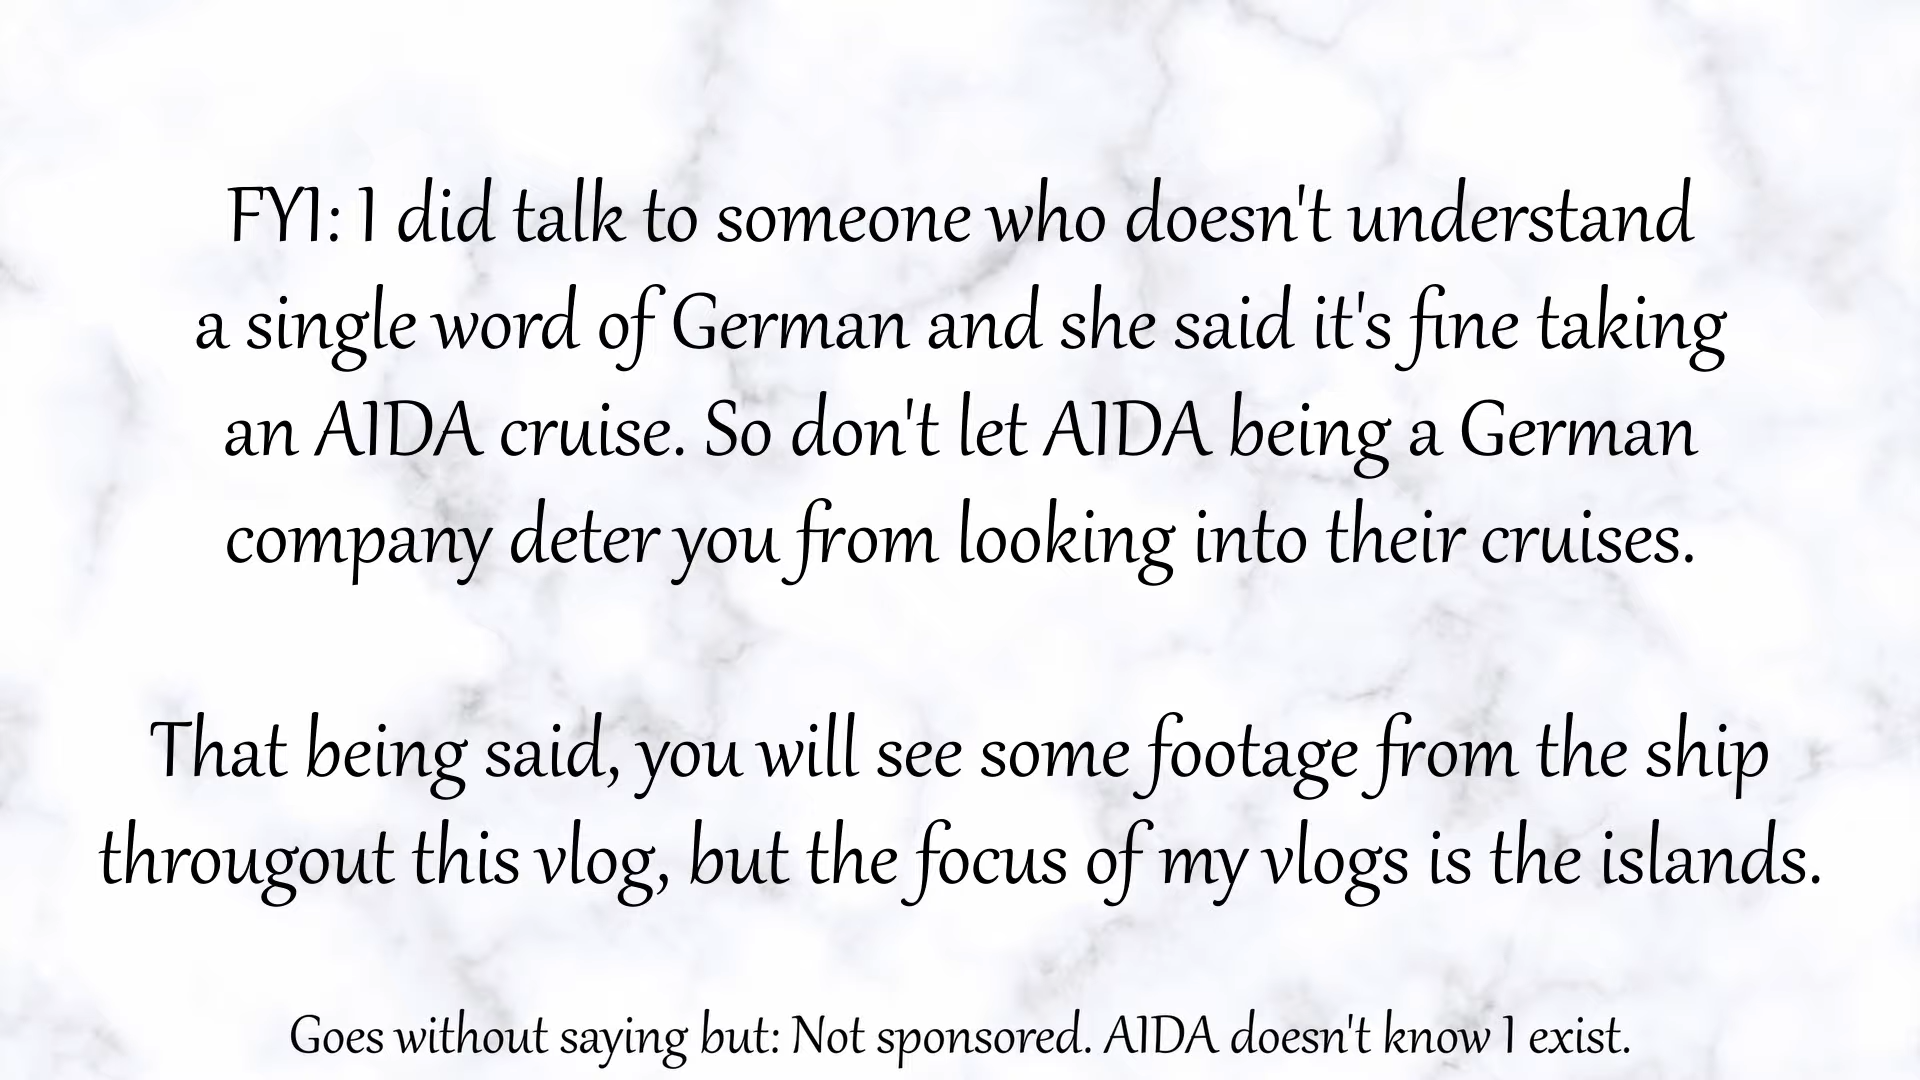 FYI: I did talk to someone who doesn't understand
a single word of German and she said it's fine taking
an AIDA cruise. So don't let AIDA being a German
company deter you from looking into their cruises.
That being said, you will see some footage from the ship
througout this vlog, but the focus of my vlogs is the islands.
Goes without saying but: Not sponsored. AIDA doesn't know I exist.